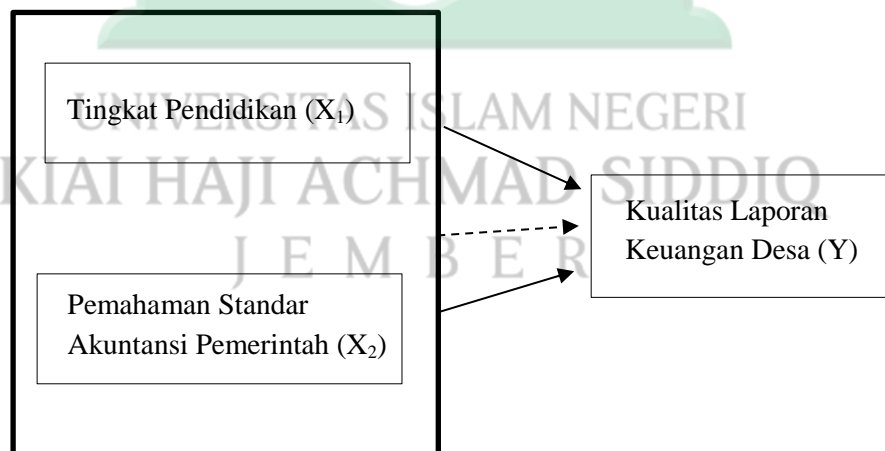 Tingkat Pendidikan (X₁)
UNIVERSITAS ISLAM NEGERI
KIAI HAJI ACHMAD SIDDIQ
JEMBER
Kualitas Laporan
Keuangan Desa (Y)
Pemahaman Standar
Akuntansi Pemerintah (X₂)